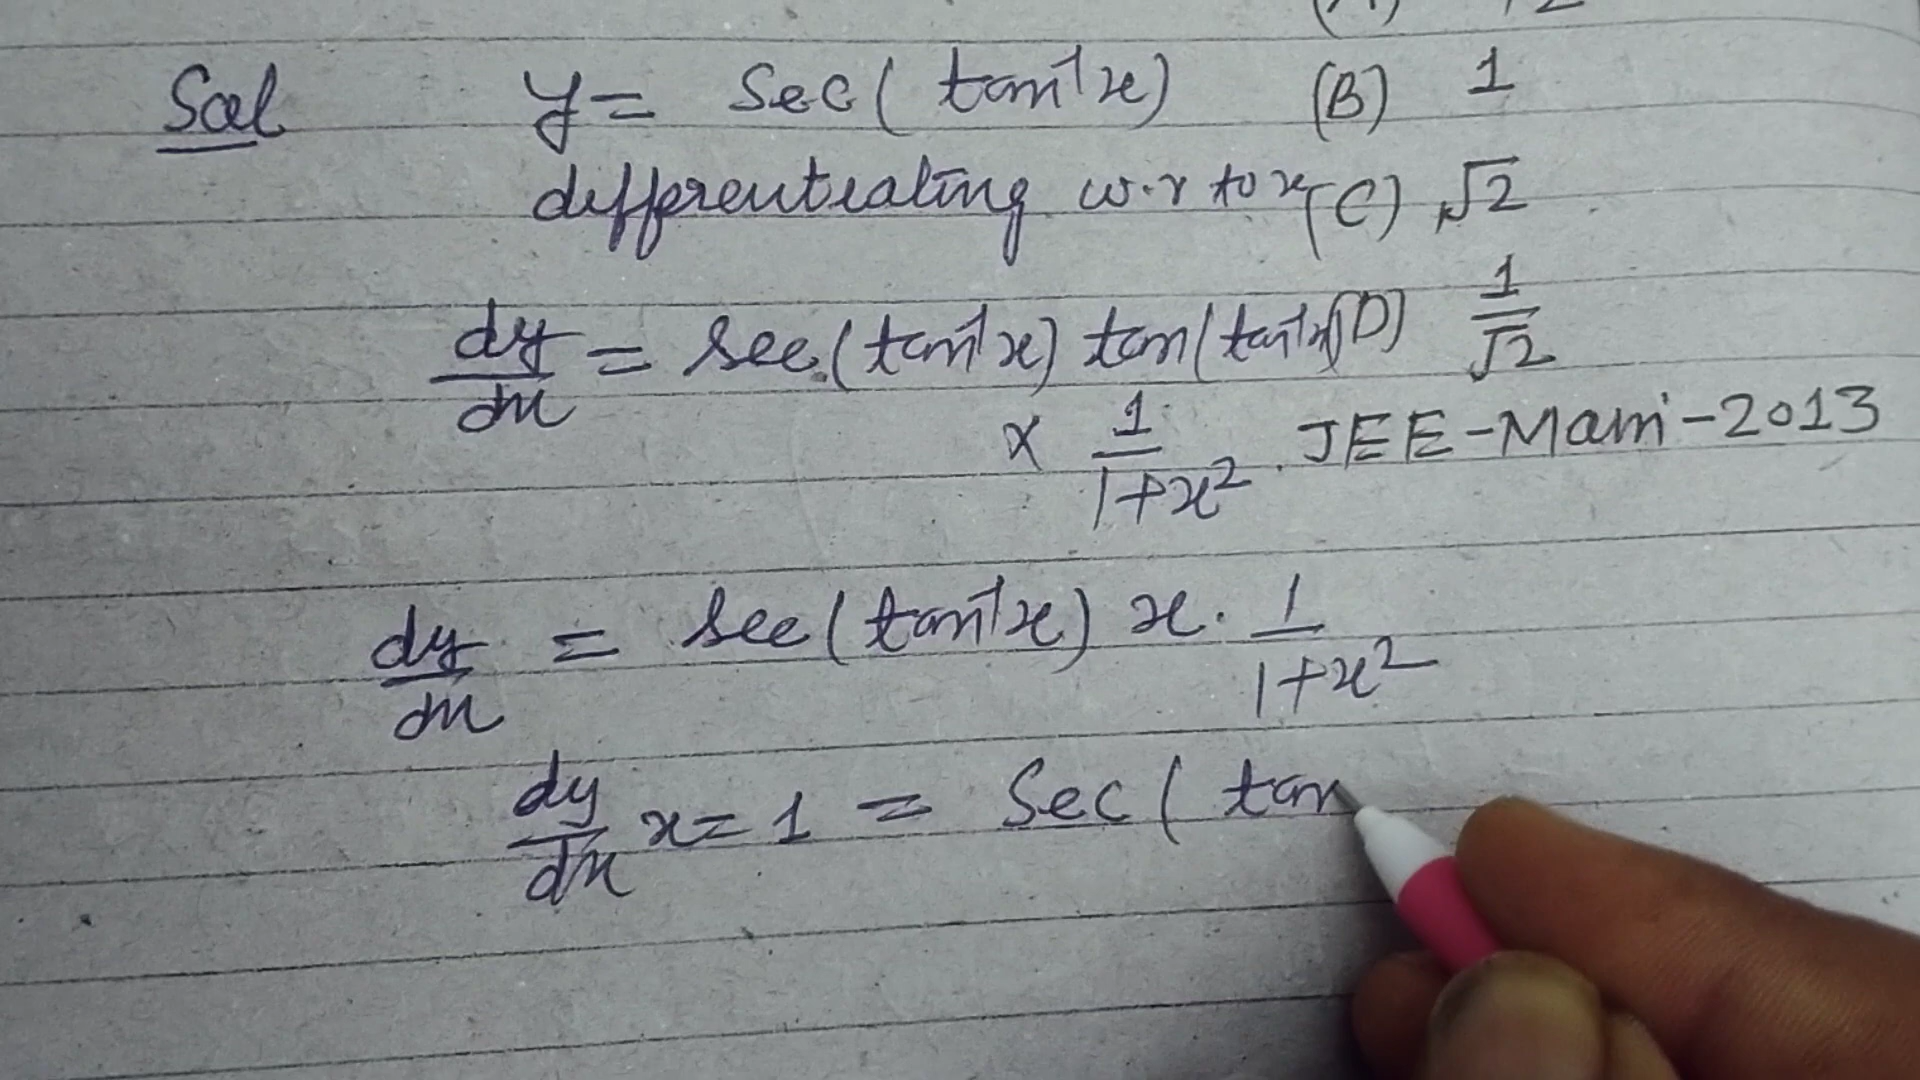 Sol y = Sec ( tan⁻¹x) (B) 1
differentiating w.r to x (C) √2
dy/dx = sec (tan⁻¹x) tan(tan⁻¹x) (D) 1/√2
× 1/1+x² . JEE-Main-2013
dy/dx = sec (tan⁻¹x) x · 1/1+x²
dy/dx x=1 = Sec ( tan